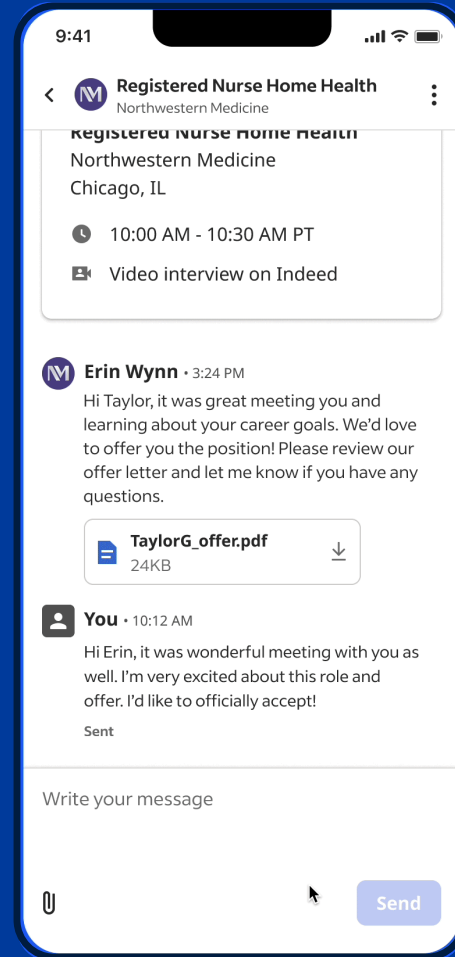 9:41
Registered Nurse Home Health
Northwestern Medicine
Registered Nurse Home Health
Northwestern Medicine
Chicago, IL
10:00 AM - 10:30 AM PT
Video interview on Indeed
Erin Wynn • 3:24 PM
Hi Taylor, it was great meeting you and
learning about your career goals. We’d love
to offer you the position! Please review our
offer letter and let me know if you have any
questions.
TaylorG_offer.pdf
24KB
You • 10:12 AM
Hi Erin, it was wonderful meeting with you as
well. I’m very excited about this role and
offer. I’d like to officially accept!
Sent
Write your message
Send